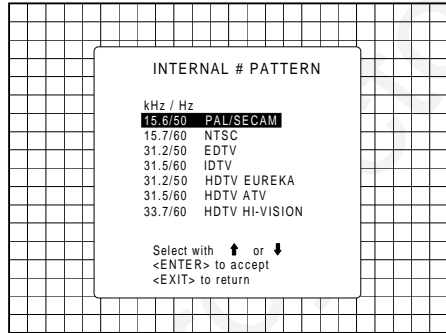 INTERNAL # PATTERN
kHz / Hz
15.6/50 PAL/SECAM
15.7/60 NTSC
31.2/50 EDTV
31.5/60 IDTV
31.2/50 HDTV EUREKA
31.5/60 HDTV ATV
33.7/60 HDTV HI-VISION
Select with ⬆ or ⬇
<ENTER> to accept
<EXIT> to return